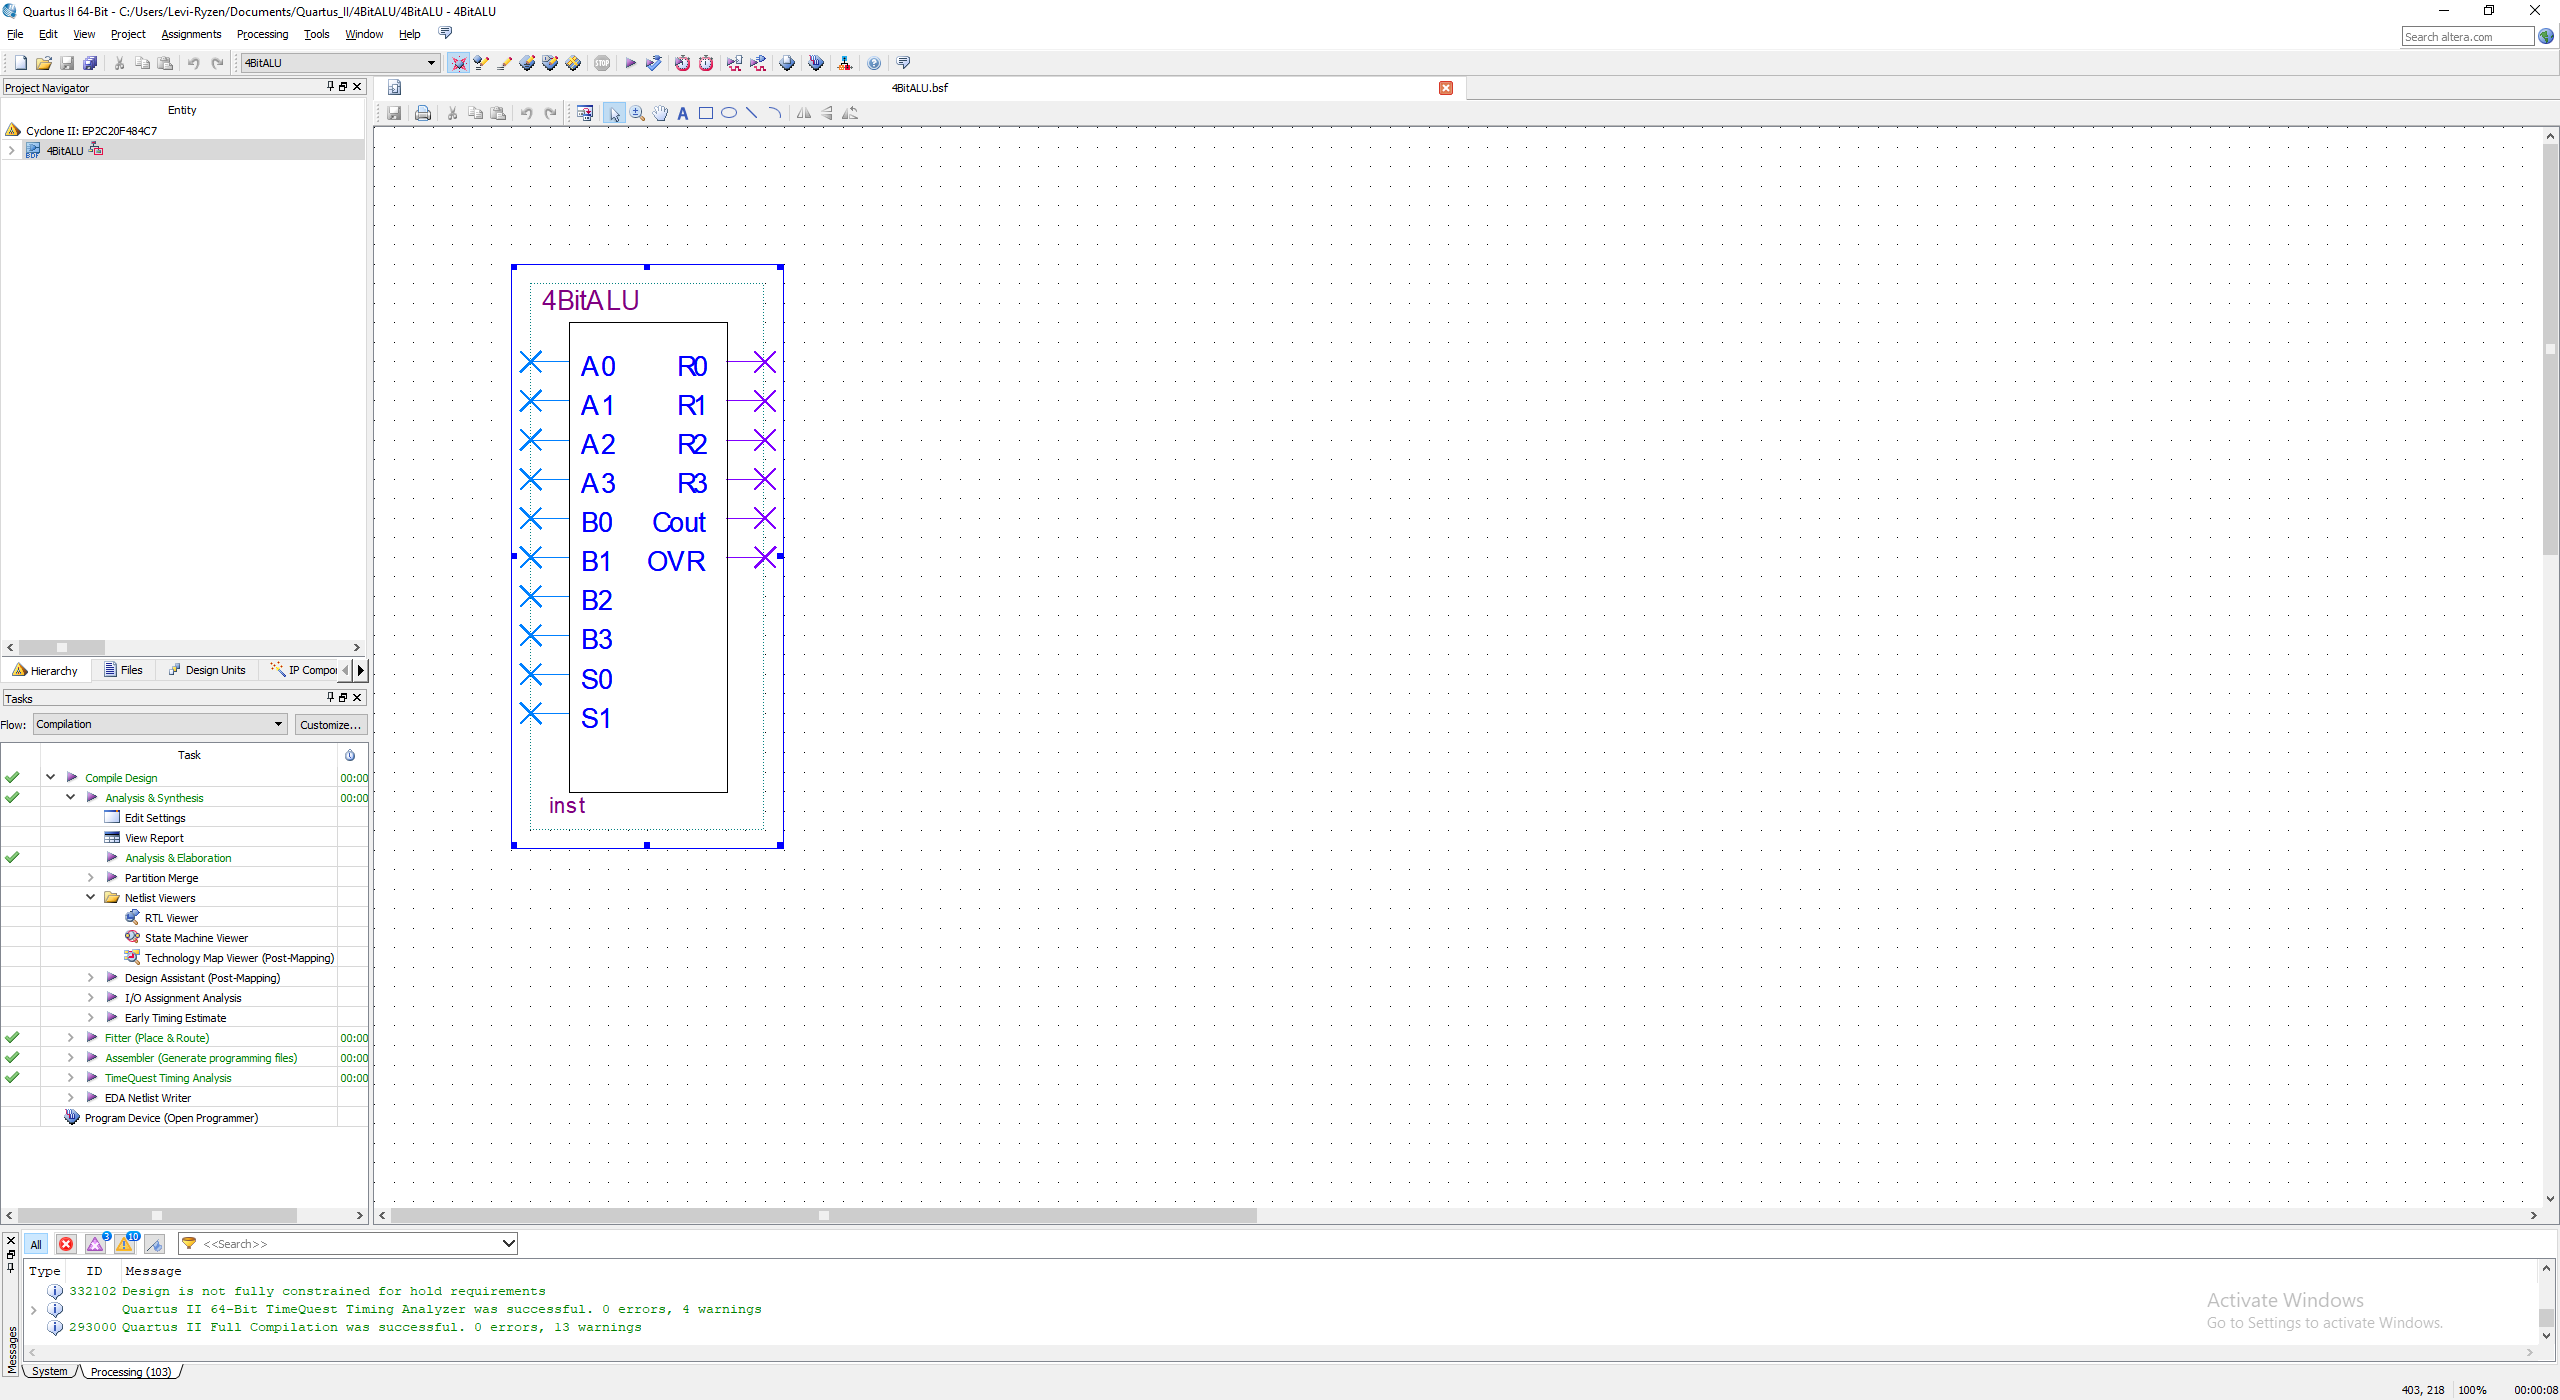 Quartus II 64-Bit - C:/Users/Levi-Ryzen/Documents/Quartus_II/4BitALU/4BitALU - 4BitALU
File Edit View Project Assignments Processing Tools Window Help
Search altera.com
4BitALU
STOP
Project Navigator
4BitALU.bsf
Entity
Cyclone II: EP2C20F484C7
4BitALU
Hierarchy Files Design Units IP Compor
Tasks
Flow: Compilation Customize...
Task
Compile Design 00:00
Analysis & Synthesis 00:00
Edit Settings
View Report
Analysis & Elaboration
Partition Merge
Netlist Viewers
RTL Viewer
State Machine Viewer
Technology Map Viewer (Post-Mapping)
Design Assistant (Post-Mapping)
I/O Assignment Analysis
Early Timing Estimate
Fitter (Place & Route) 00:00
Assembler (Generate programming files) 00:00
TimeQuest Timing Analysis 00:00
EDA Netlist Writer
Program Device (Open Programmer)
4BitALU
A0 R0
A1 R1
A2 R2
A3 R3
B0 Cout
B1 OVR
B2
B3
S0
S1
inst
All 3 10 <<Search>>
Type ID Message
332102 Design is not fully constrained for hold requirements
Quartus II 64-Bit TimeQuest Timing Analyzer was successful. 0 errors, 4 warnings
293000 Quartus II Full Compilation was successful. 0 errors, 13 warnings
Messages
System Processing (103)
Activate Windows
Go to Settings to activate Windows.
403, 218 100% 00:00:08